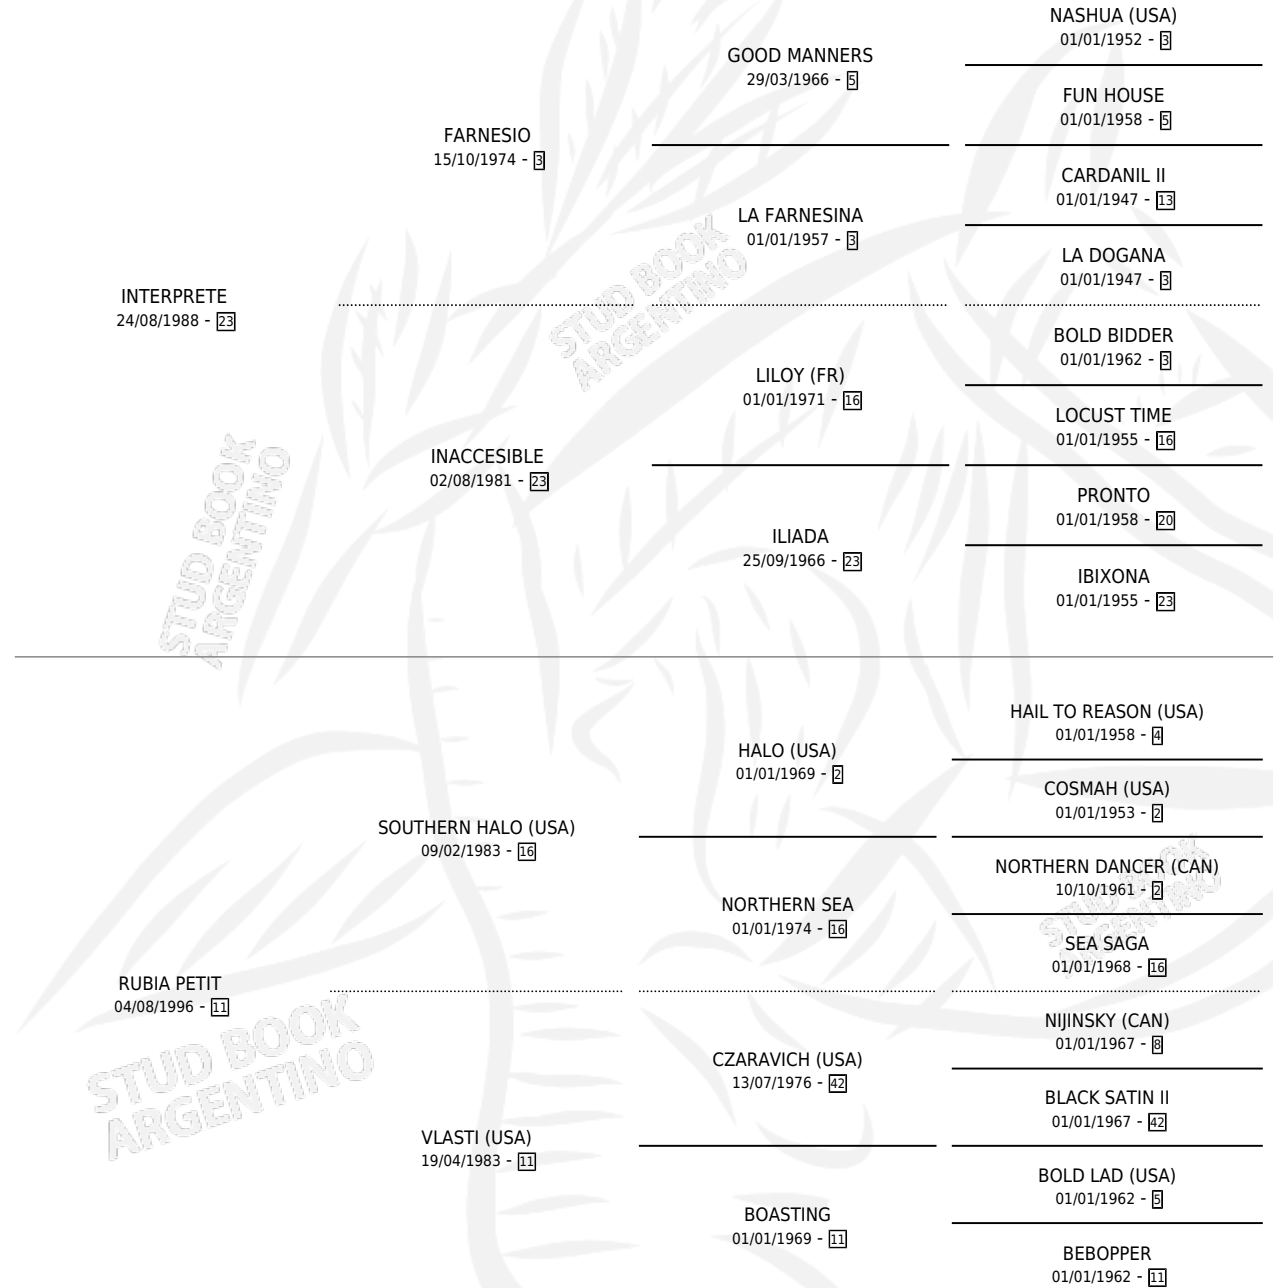 NASHUA (USA)
01/01/1952 - 3
GOOD MANNERS
29/03/1966 - 5
FUN HOUSE
01/01/1958 - 5
FARNESIO
15/10/1974 - 3
CARDANIL II
01/01/1947 - 13
LA FARNESINA
01/01/1957 - 3
LA DOGANA
01/01/1947 - 3
INTERPRETE
24/08/1988 - 23
BOLD BIDDER
01/01/1962 - 3
LILOY (FR)
01/01/1971 - 16
LOCUST TIME
01/01/1955 - 16
INACCESIBLE
02/08/1981 - 23
PRONTO
01/01/1958 - 20
ILIADA
25/09/1966 - 23
IBIXONA
01/01/1955 - 23
HAIL TO REASON (USA)
01/01/1958 - 4
HALO (USA)
01/01/1969 - 2
COSMAH (USA)
01/01/1953 - 2
SOUTHERN HALO (USA)
09/02/1983 - 16
NORTHERN DANCER (CAN)
10/10/1961 - 2
NORTHERN SEA
01/01/1974 - 16
SEA SAGA
01/01/1968 - 16
RUBIA PETIT
04/08/1996 - 11
NIJINSKY (CAN)
01/01/1967 - 8
CZARAVICH (USA)
13/07/1976 - 42
BLACK SATIN II
01/01/1967 - 42
VLASTI (USA)
19/04/1983 - 11
BOLD LAD (USA)
01/01/1962 - 5
BOASTING
01/01/1969 - 11
BEBOPPER
01/01/1962 - 11
STUD BOOK
ARGENTINO
STUD BOOK
ARGENTINO
STUD BOOK
ARGENTINO
STUD BOOK
ARGENTINO